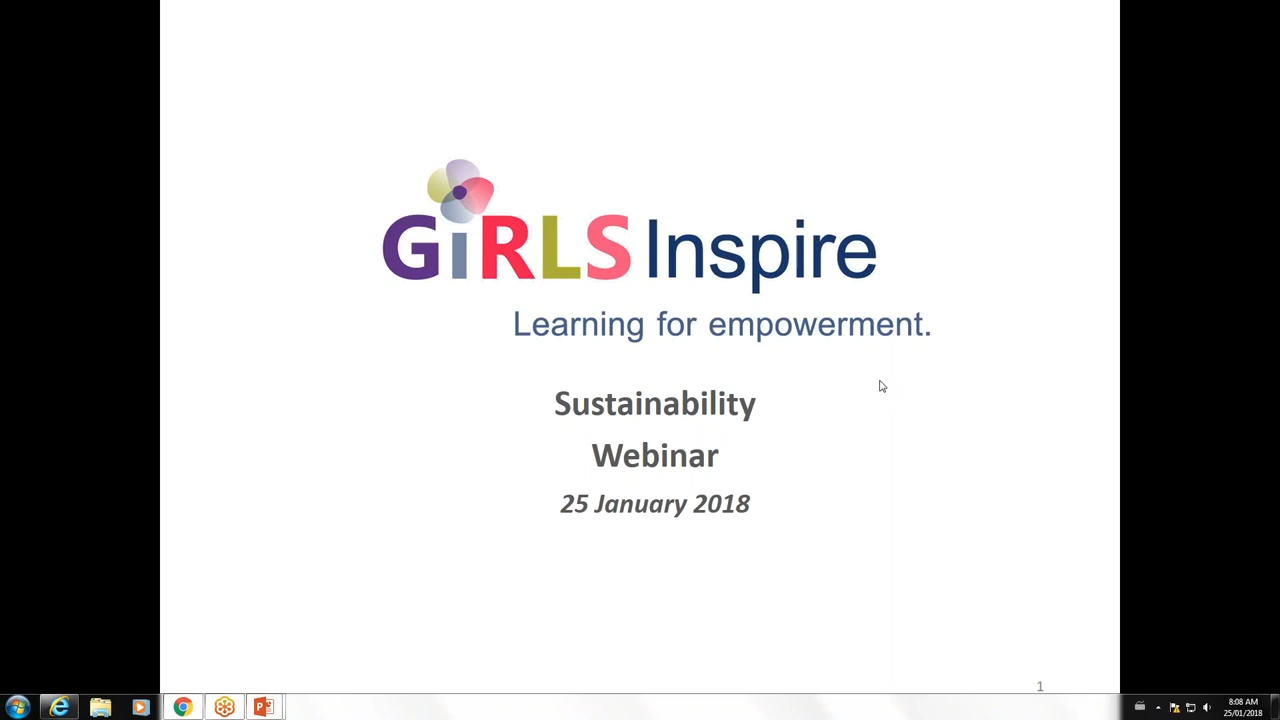 GiRLS Inspire
Learning for empowerment.
Sustainability
Webinar
25 January 2018
1
8:08 AM
25/01/2018